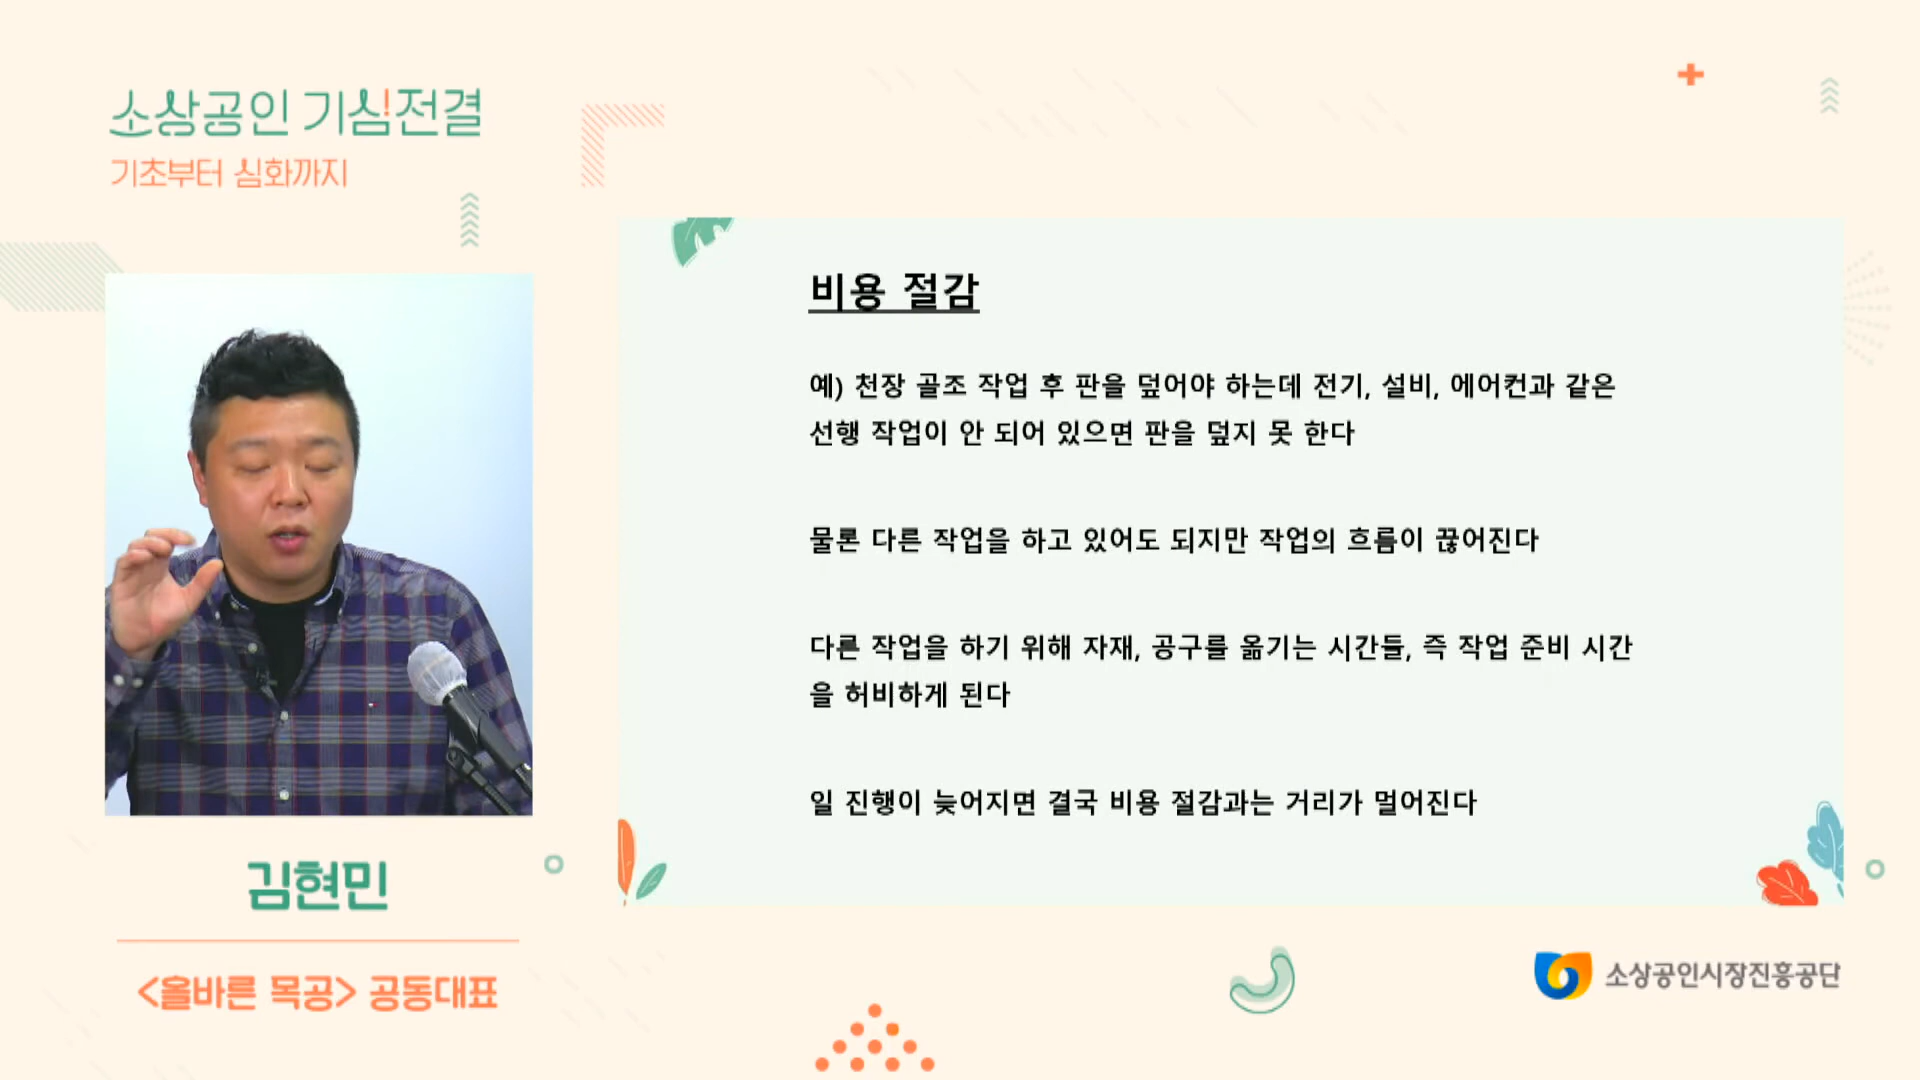 소상공인 기심전결
기초부터 심화까지
비용 절감
예) 천장 골조 작업 후 판을 덮어야 하는데 전기, 설비, 에어컨과 같은
선행 작업이 안 되어 있으면 판을 덮지 못 한다
물론 다른 작업을 하고 있어도 되지만 작업의 흐름이 끊어진다
다른 작업을 하기 위해 자재, 공구를 옮기는 시간들, 즉 작업 준비 시간
을 허비하게 된다
일 진행이 늦어지면 결국 비용 절감과는 거리가 멀어진다
김현민
<올바른 목공> 공동대표
소상공인시장진흥공단